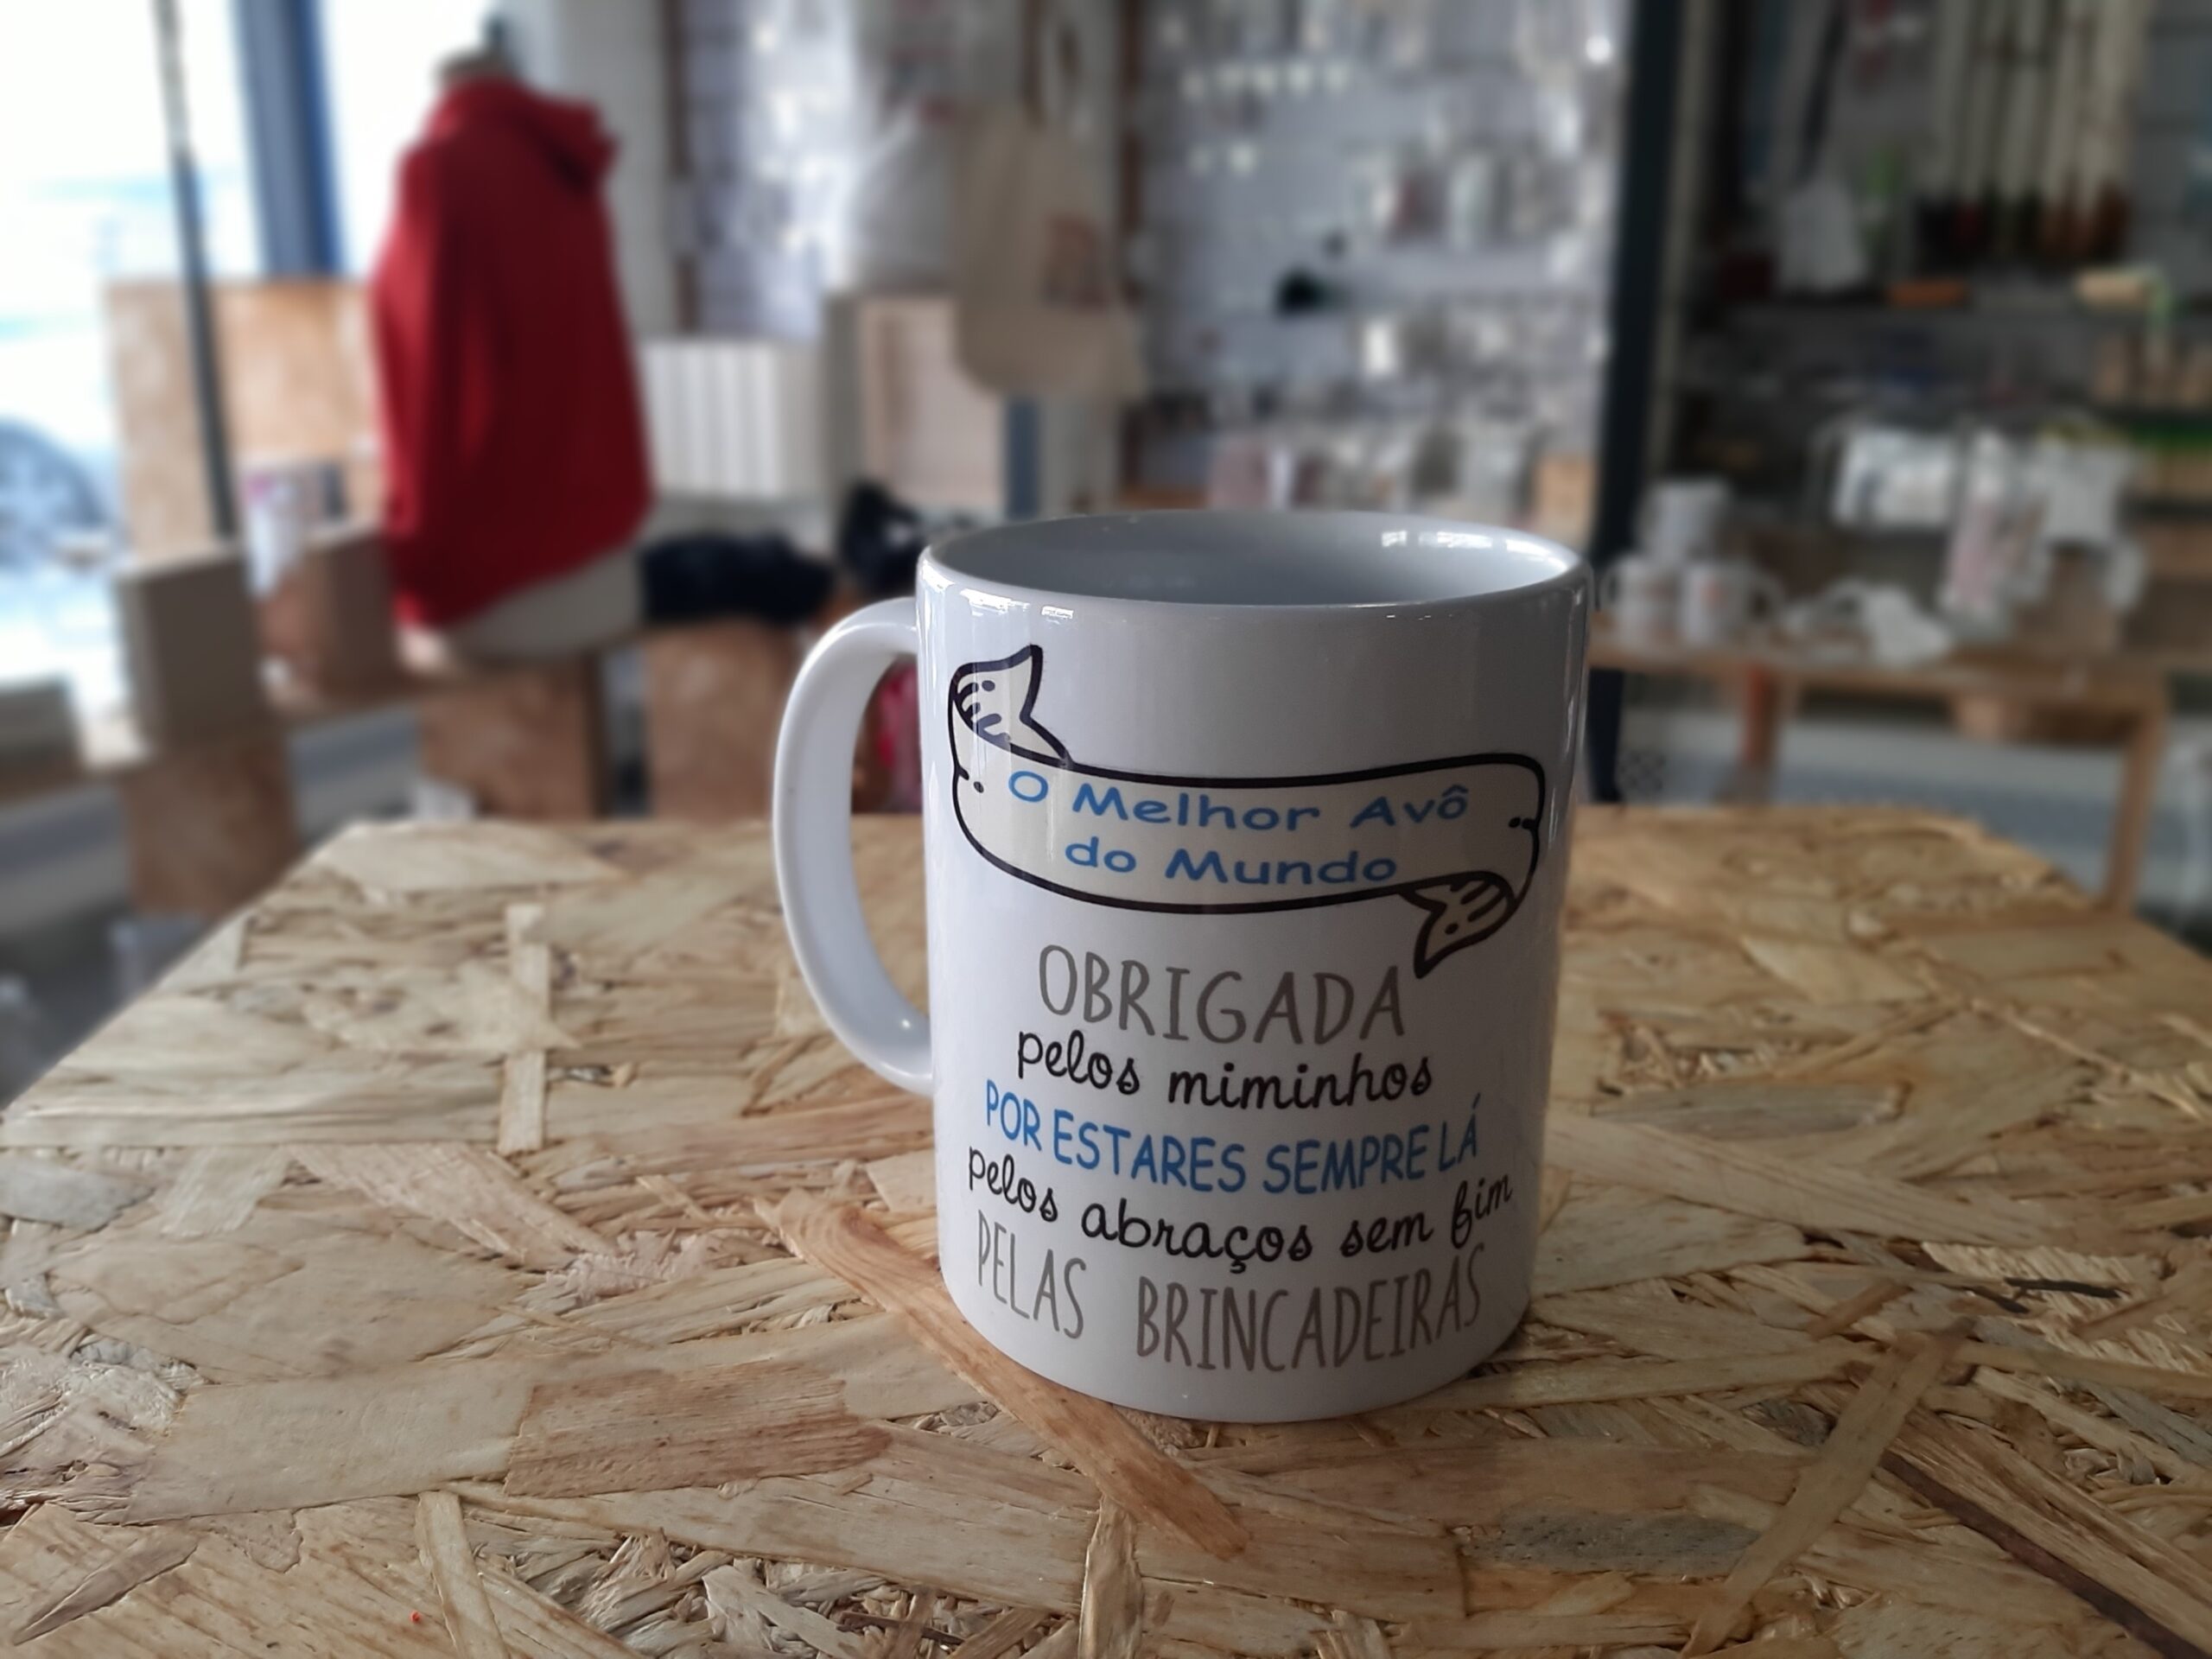 O Melhor Avô
do Mundo
OBRIGADA
pelos miminhos
POR ESTARES SEMPRE LÁ
pelos abraços sem fim
PELAS BRINCADEIRAS